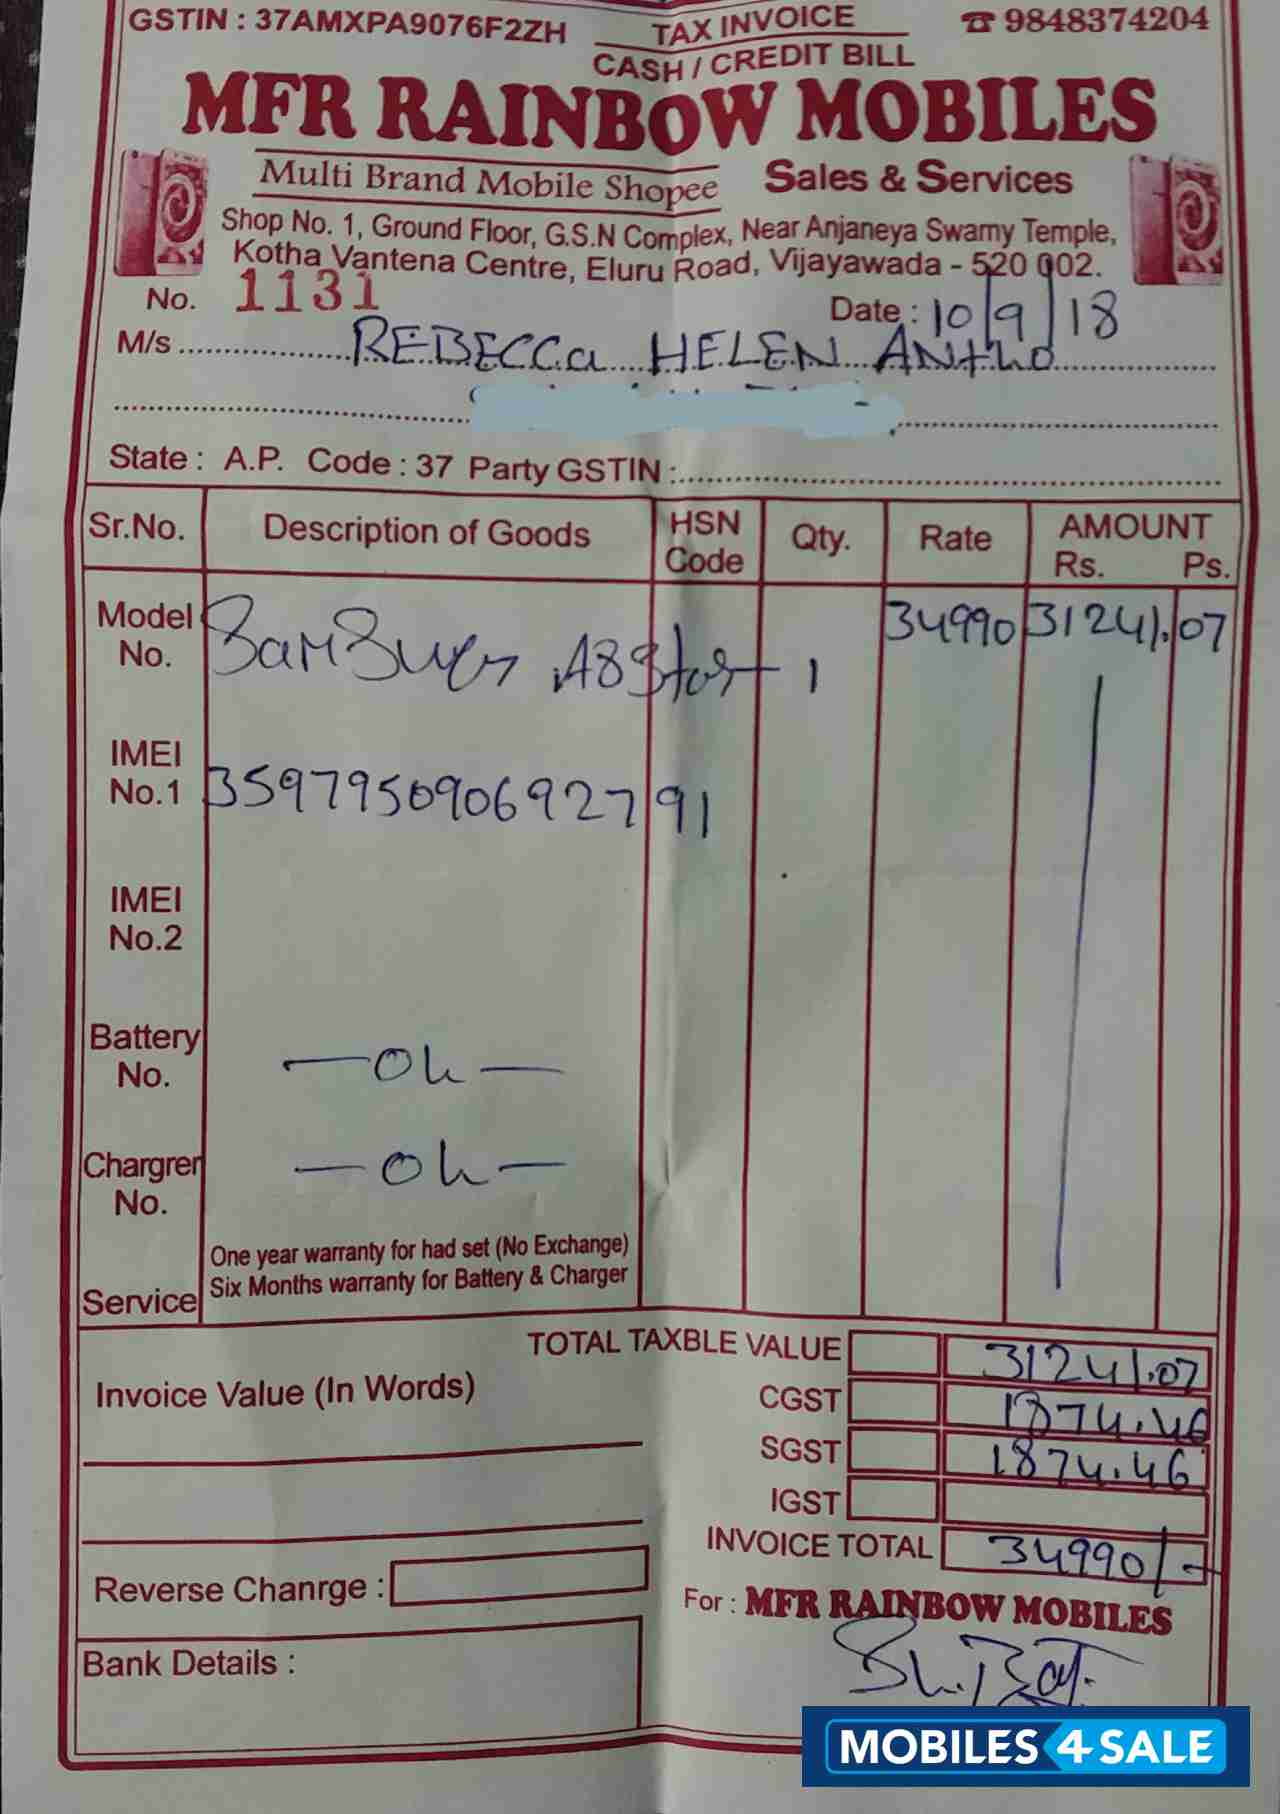 GSTIN : 37AMXPA9076F2ZH TAX INVOICE ☎ 9848374204
CASH / CREDIT BILL
MFR RAINBOW MOBILES
Multi Brand Mobile Shopee Sales & Services
Shop No. 1, Ground Floor, G.S.N Complex, Near Anjaneya Swamy Temple,
Kotha Vantena Centre, Eluru Road, Vijayawada - 520 002.
No. 1131 Date : 10/9/18
M/s REBECCa HELEN Antho
State : A.P. Code : 37 Party GSTIN :
Sr.No. Description of Goods HSN Code Qty. Rate AMOUNT Rs. Ps.
Model No. A8 Star 1 34990 31241.07
IMEI No.1 3597950906927 91
IMEI No.2
Battery No. — Ok —
Chargrer No. — Ok —
One year warranty for had set (No Exchange)
Service Six Months warranty for Battery & Charger
TOTAL TAXBLE VALUE 31241.07
Invoice Value (In Words) CGST 1874.46
SGST 1874.46
IGST
INVOICE TOTAL 34990/-
Reverse Chanrge : For : MFR RAINBOW MOBILES
Bank Details :
MOBILES 4 SALE